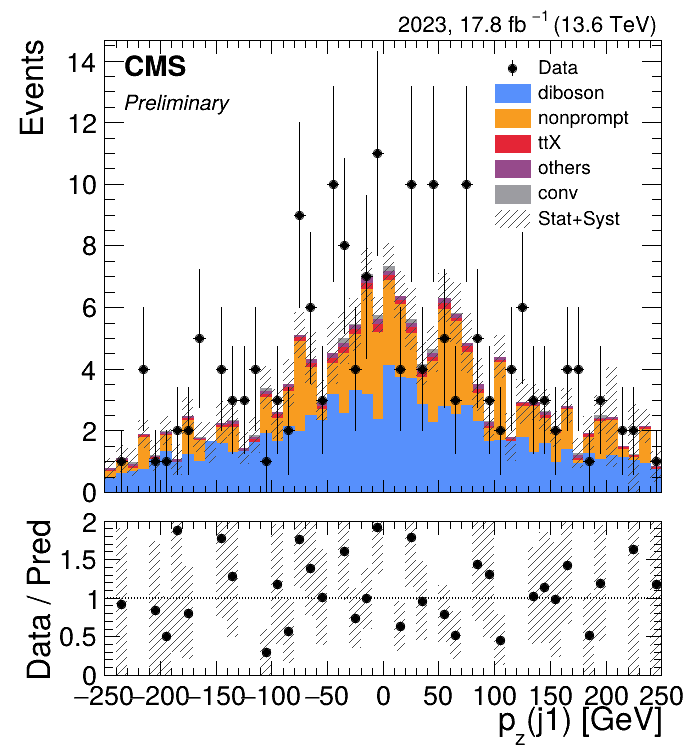 2023, 17.8 fb⁻¹ (13.6 TeV)
Events
14
12
10
8
6
4
2
0
CMS
Preliminary
Data
diboson
nonprompt
ttX
others
conv
Stat+Syst
Data / Pred
2
1.5
1
0.5
0
−250 −200 −150 −100 −50 0 50 100 150 200 250
p_z(j1) [GeV]